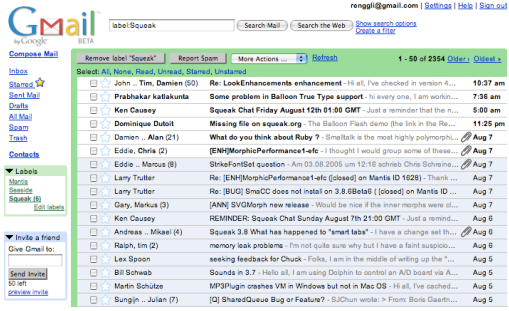 renggli@gmail.com | Settings | Help | Sign out
Gmail
by Google BETA
label:Squeak Search Mail Search the Web Show search options
Create a filter
Compose Mail
Inbox
Starred
Sent Mail
Drafts
All Mail
Spam
Trash
Contacts
Labels
Mantis
Seaside
Squeak (6)
Edit labels
Invite a friend
Give Gmail to:
Send Invite
50 left
preview invite
Remove label "Squeak" Report Spam More Actions ... Refresh 1 - 50 of 2354 Older › Oldest »
Select: All, None, Read, Unread, Starred, Unstarred
John .. Tim, Damien (50) Re: LookEnhancements enhancement - Hi all, I've checked in version 4... 10:37 am
Prabhakar katlakunta Some problem in Balloon True Type support - hi every one, I am workin... 7:36 am
Ken Causey Squeak Chat Friday August 12th 01:00 GMT - Just a reminder that the n... 5:00 am
Dominique Dutoit Missing file on squeak.org - The Balloon Flash demo (the link in the Re... 11:25 pm
Damien .. Alan (21) What do you think about Ruby ? - Smalltalk is the most highly polymorphi... Aug 7
Eddie, Chris (2) [ENH]MorphicPerformance1-efc - I thought I would group some of these... Aug 7
Eddie .. Marcus (8) StrikeFontSet question - Am 03.08.2005 um 12:18 schrieb Chris Schreine... Aug 7
Larry Trutter Re: [ENH]MorphicPerformance1-efc ([closed] on Mantis ID 1628) - Thank... Aug 7
Larry Trutter Re: [BUG] SmaCC does not install on 3.8.6Beta6 ( [closed] on Mantis ID ... Aug 7
Gary, Markus (3) [ANN] SVGMorph new release - Would be nice if the inner morphs were cl... Aug 7
Ken Causey REMINDER: Squeak Chat Sunday August 7th 21:00 GMT - Just a remind... Aug 6
Andreas .. Mikael (4) Squeak 3.8 What has happened to "smart tabs" - I have a change set th... Aug 6
Ralph, tim (2) memory leak problems - I'm not quite sure why but I have a faint suspicio... Aug 6
Lex Spoon seeking feedback for Chuck - Folks, I am in the middle of writing up the "... Aug 6
Bill Schwab Sounds in 3.7 - Hello all, I am using Dolphin to control an A/D board via A... Aug 6
Martin Schütze MP3Plugin crashes VM in Windows but not in Mac OS - Hi, I've cached... Aug 6
Sungjin .. Julian (7) [Q] SharedQueue Bug or Feature? - SJChun wrote: > From: Boris Gaertn... Aug 5